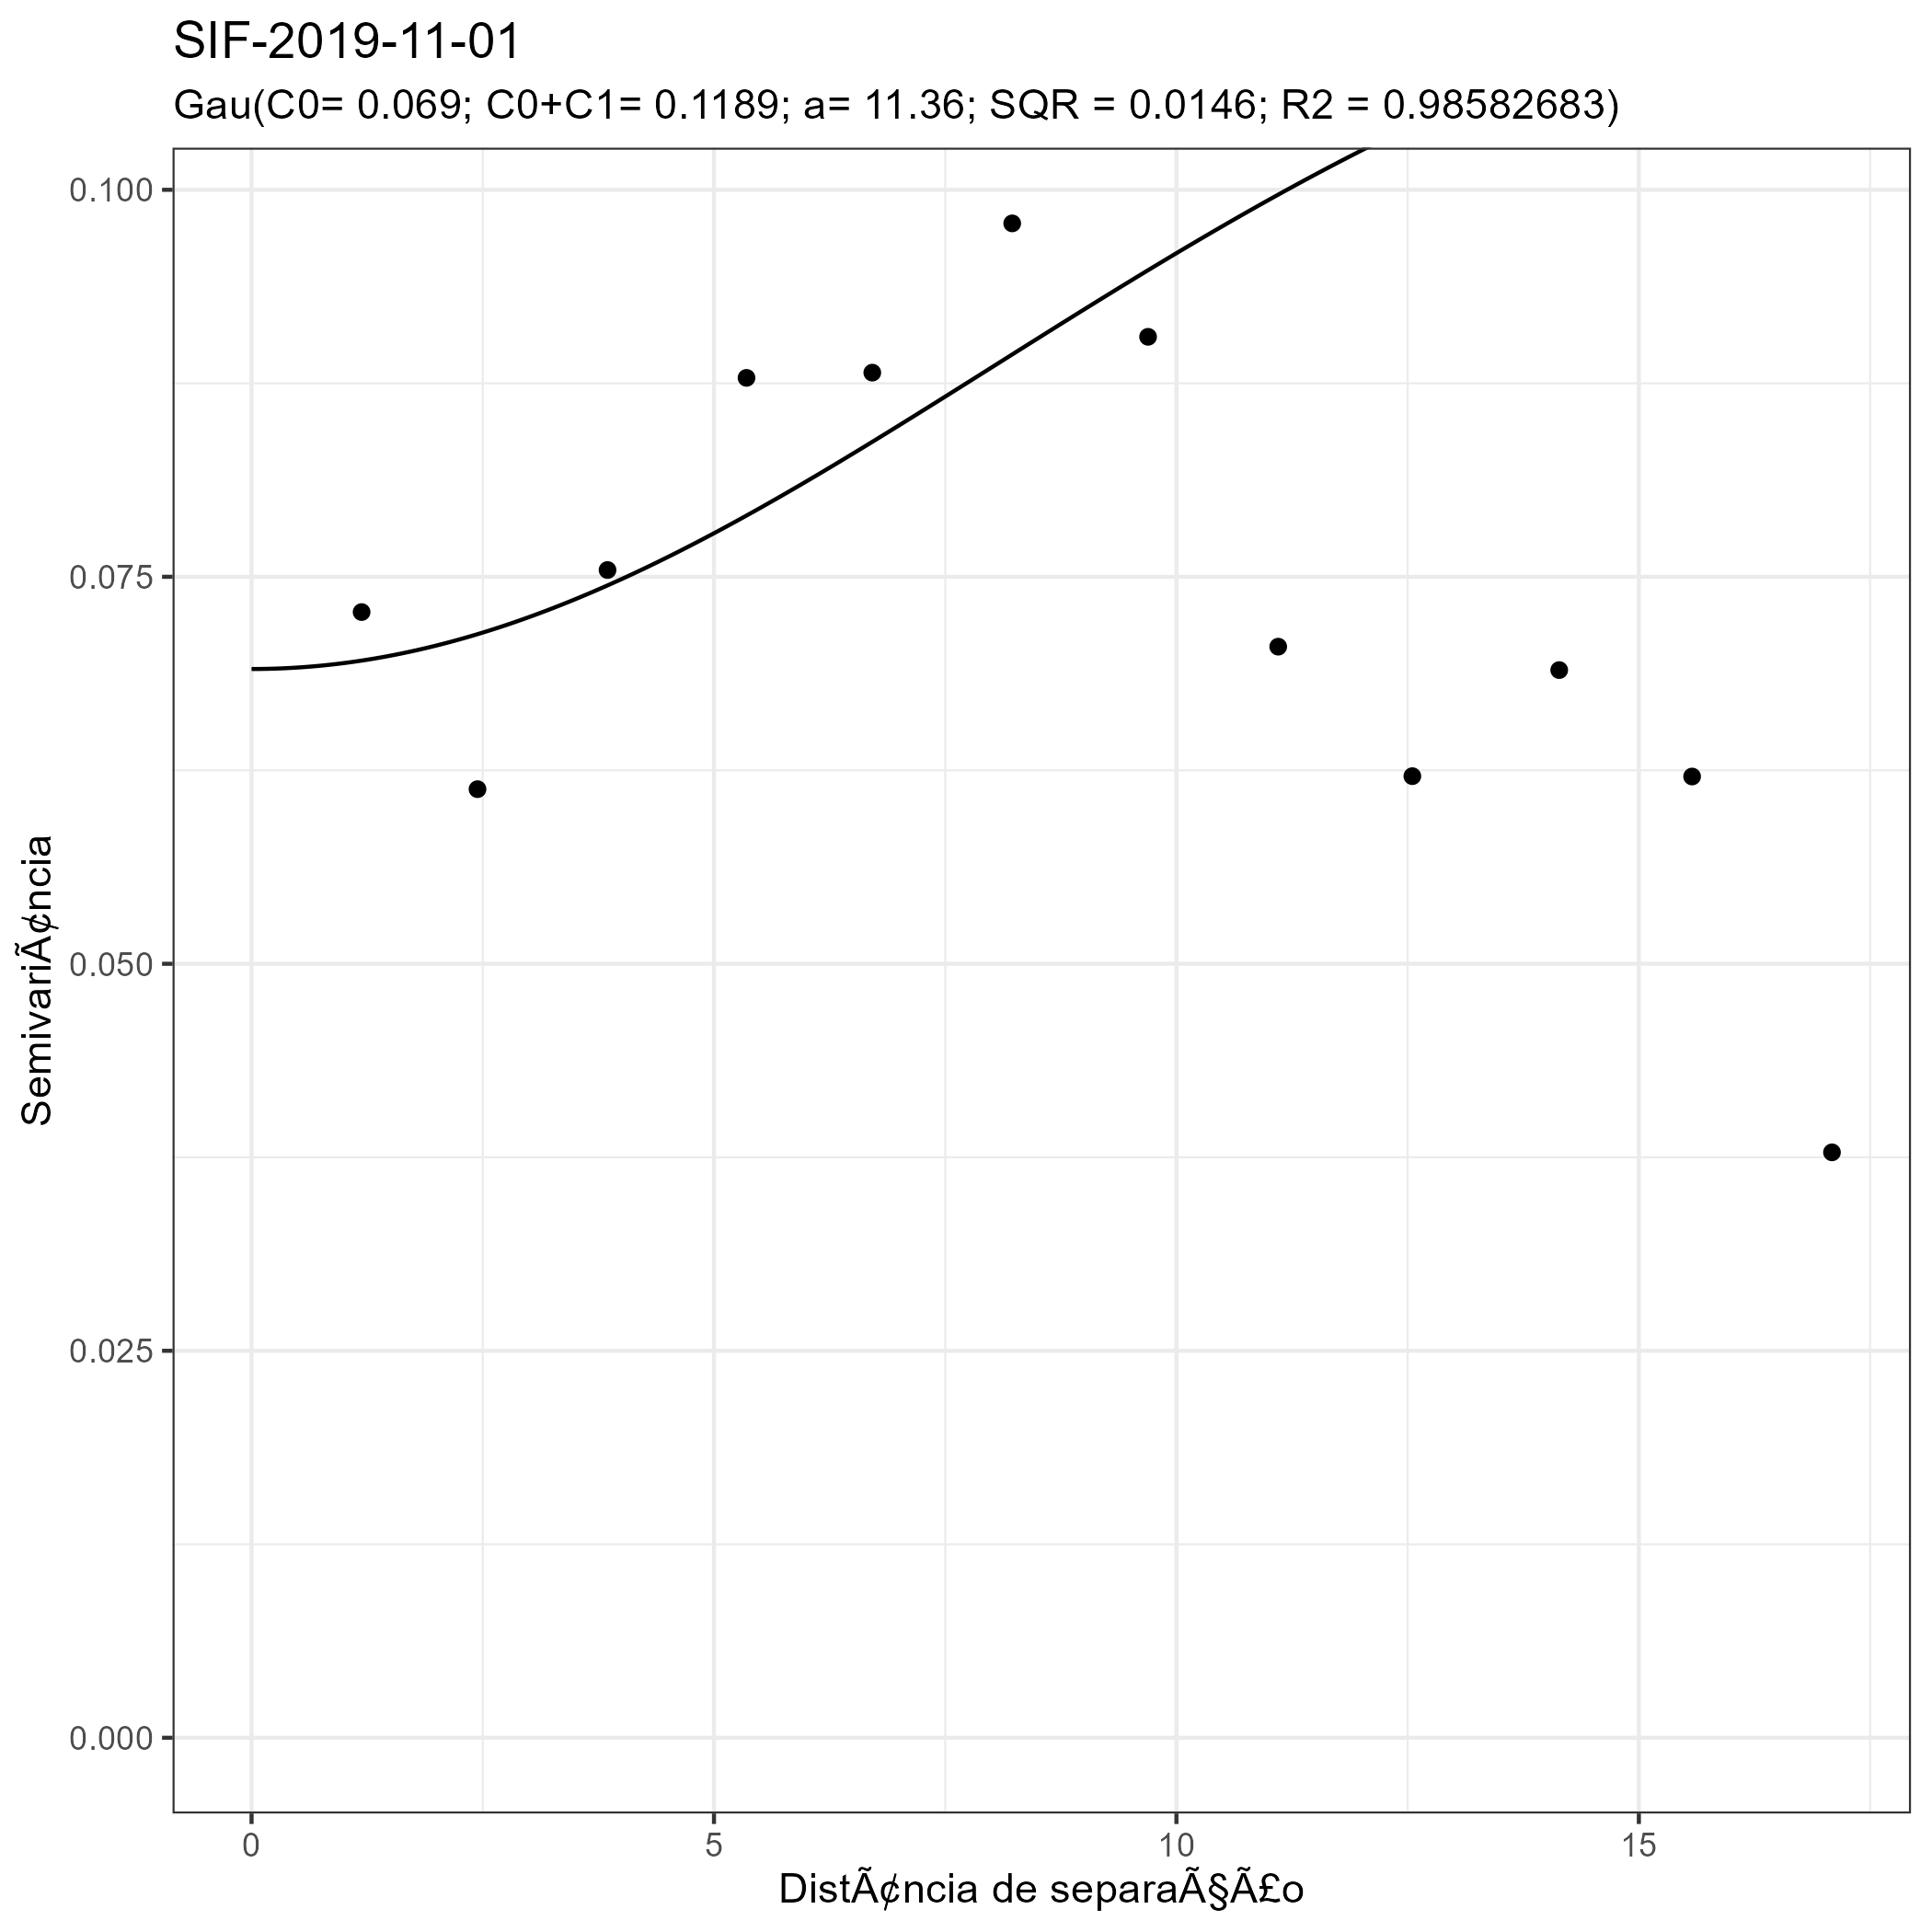 SIF-2019-11-01
Gau(C0= 0.069; C0+C1= 0.1189; a= 11.36; SQR = 0.0146; R2 = 0.98582683)
0.100
0.075
0.050
0.025
0.000
SemivariÃ¢ncia
0
5
10
15
DistÃ¢ncia de separaÃ§Ã£o